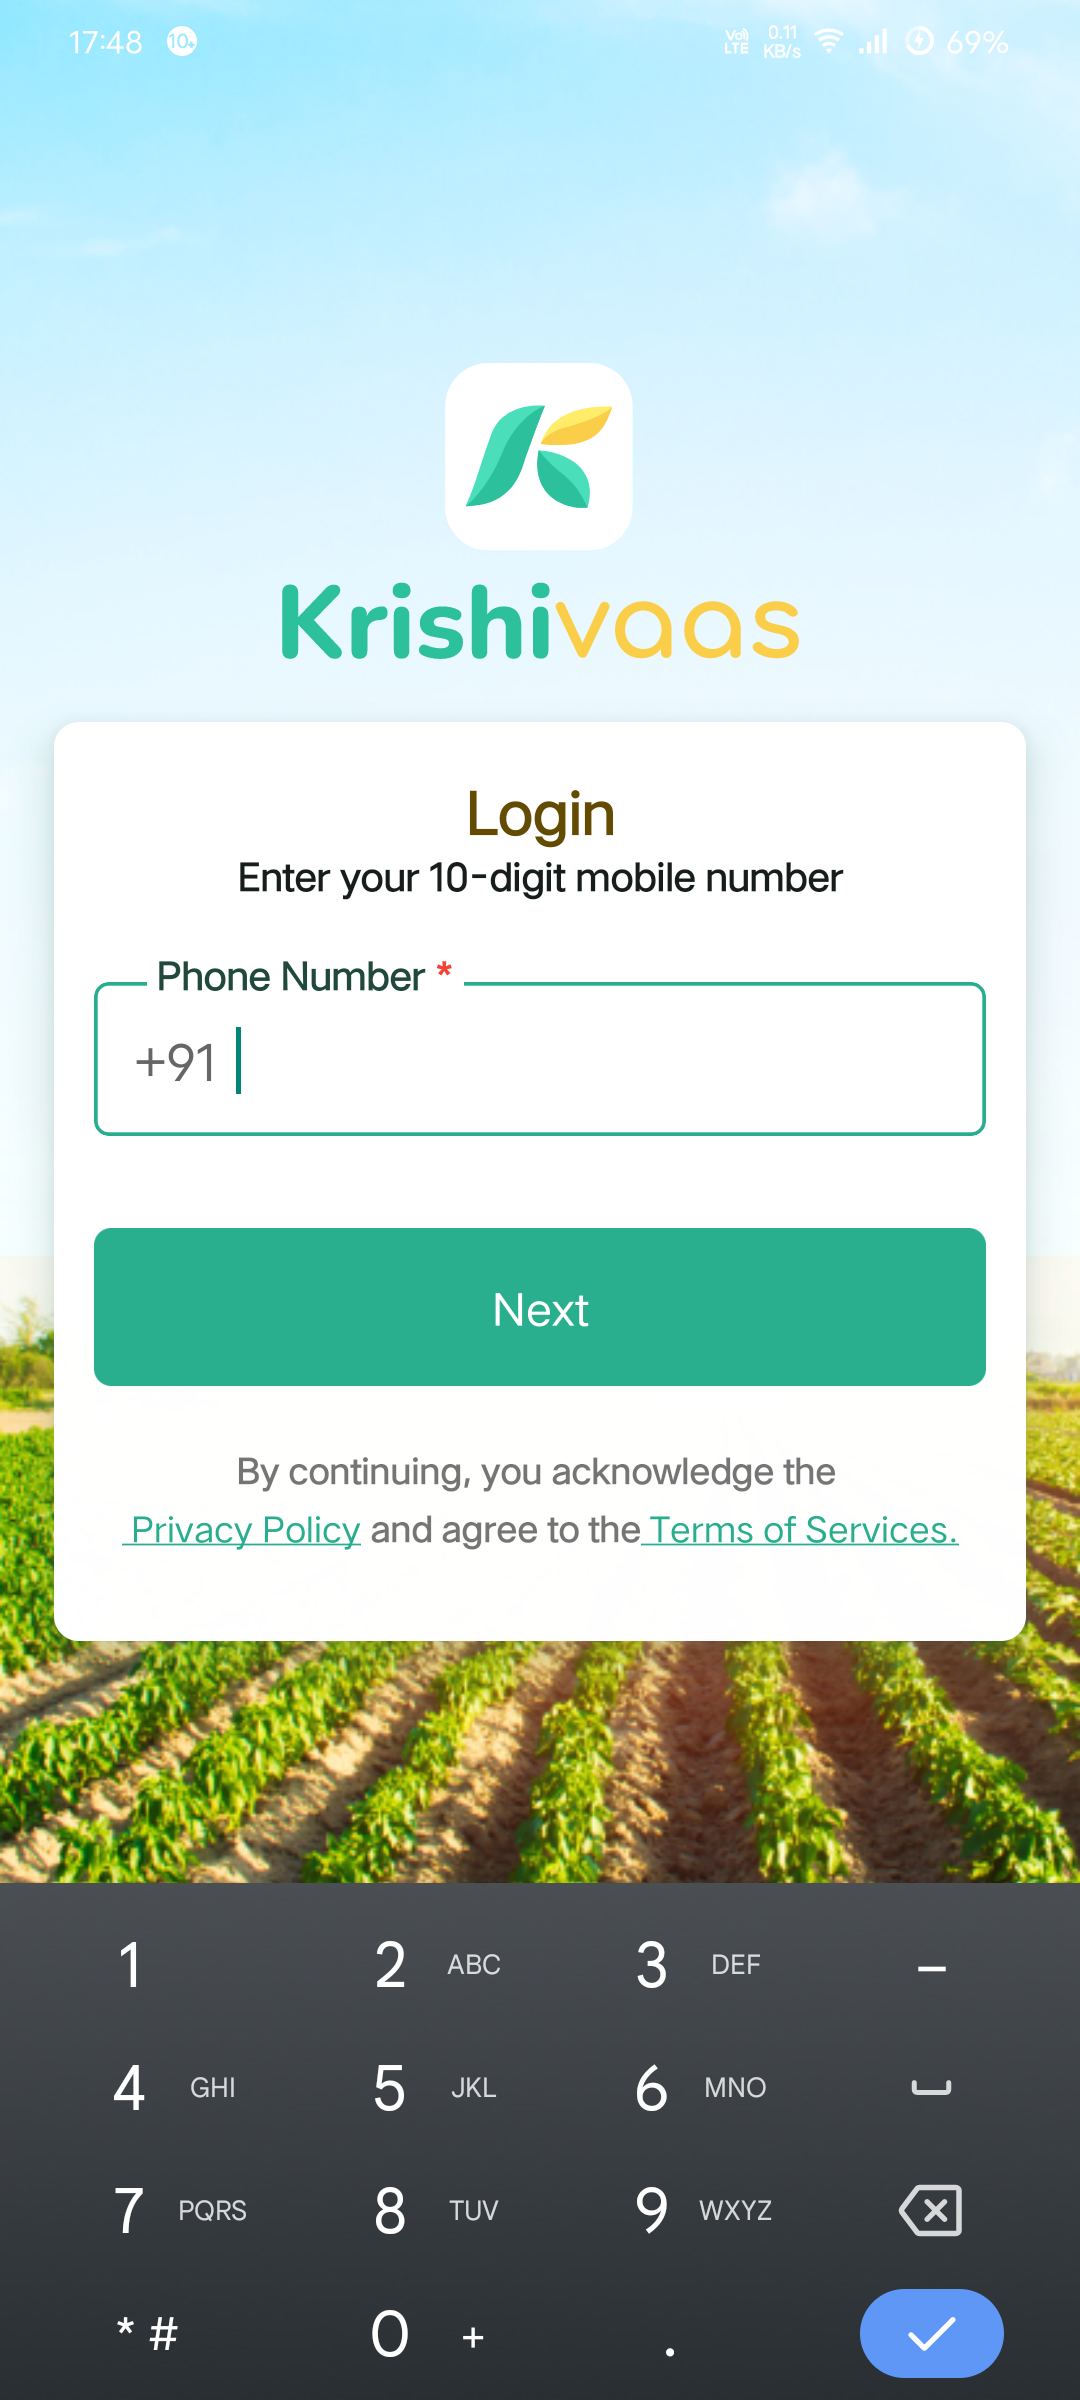 17:48 10+ Vo) LTE 0.11 KB/s 69%
Krishivaas
Login
Enter your 10-digit mobile number
Phone Number *
+91
Next
By continuing, you acknowledge the
Privacy Policy and agree to the Terms of Services.
1 2 ABC 3 DEF –
4 GHI 5 JKL 6 MNO
7 PQRS 8 TUV 9 WXYZ
* # 0 + .